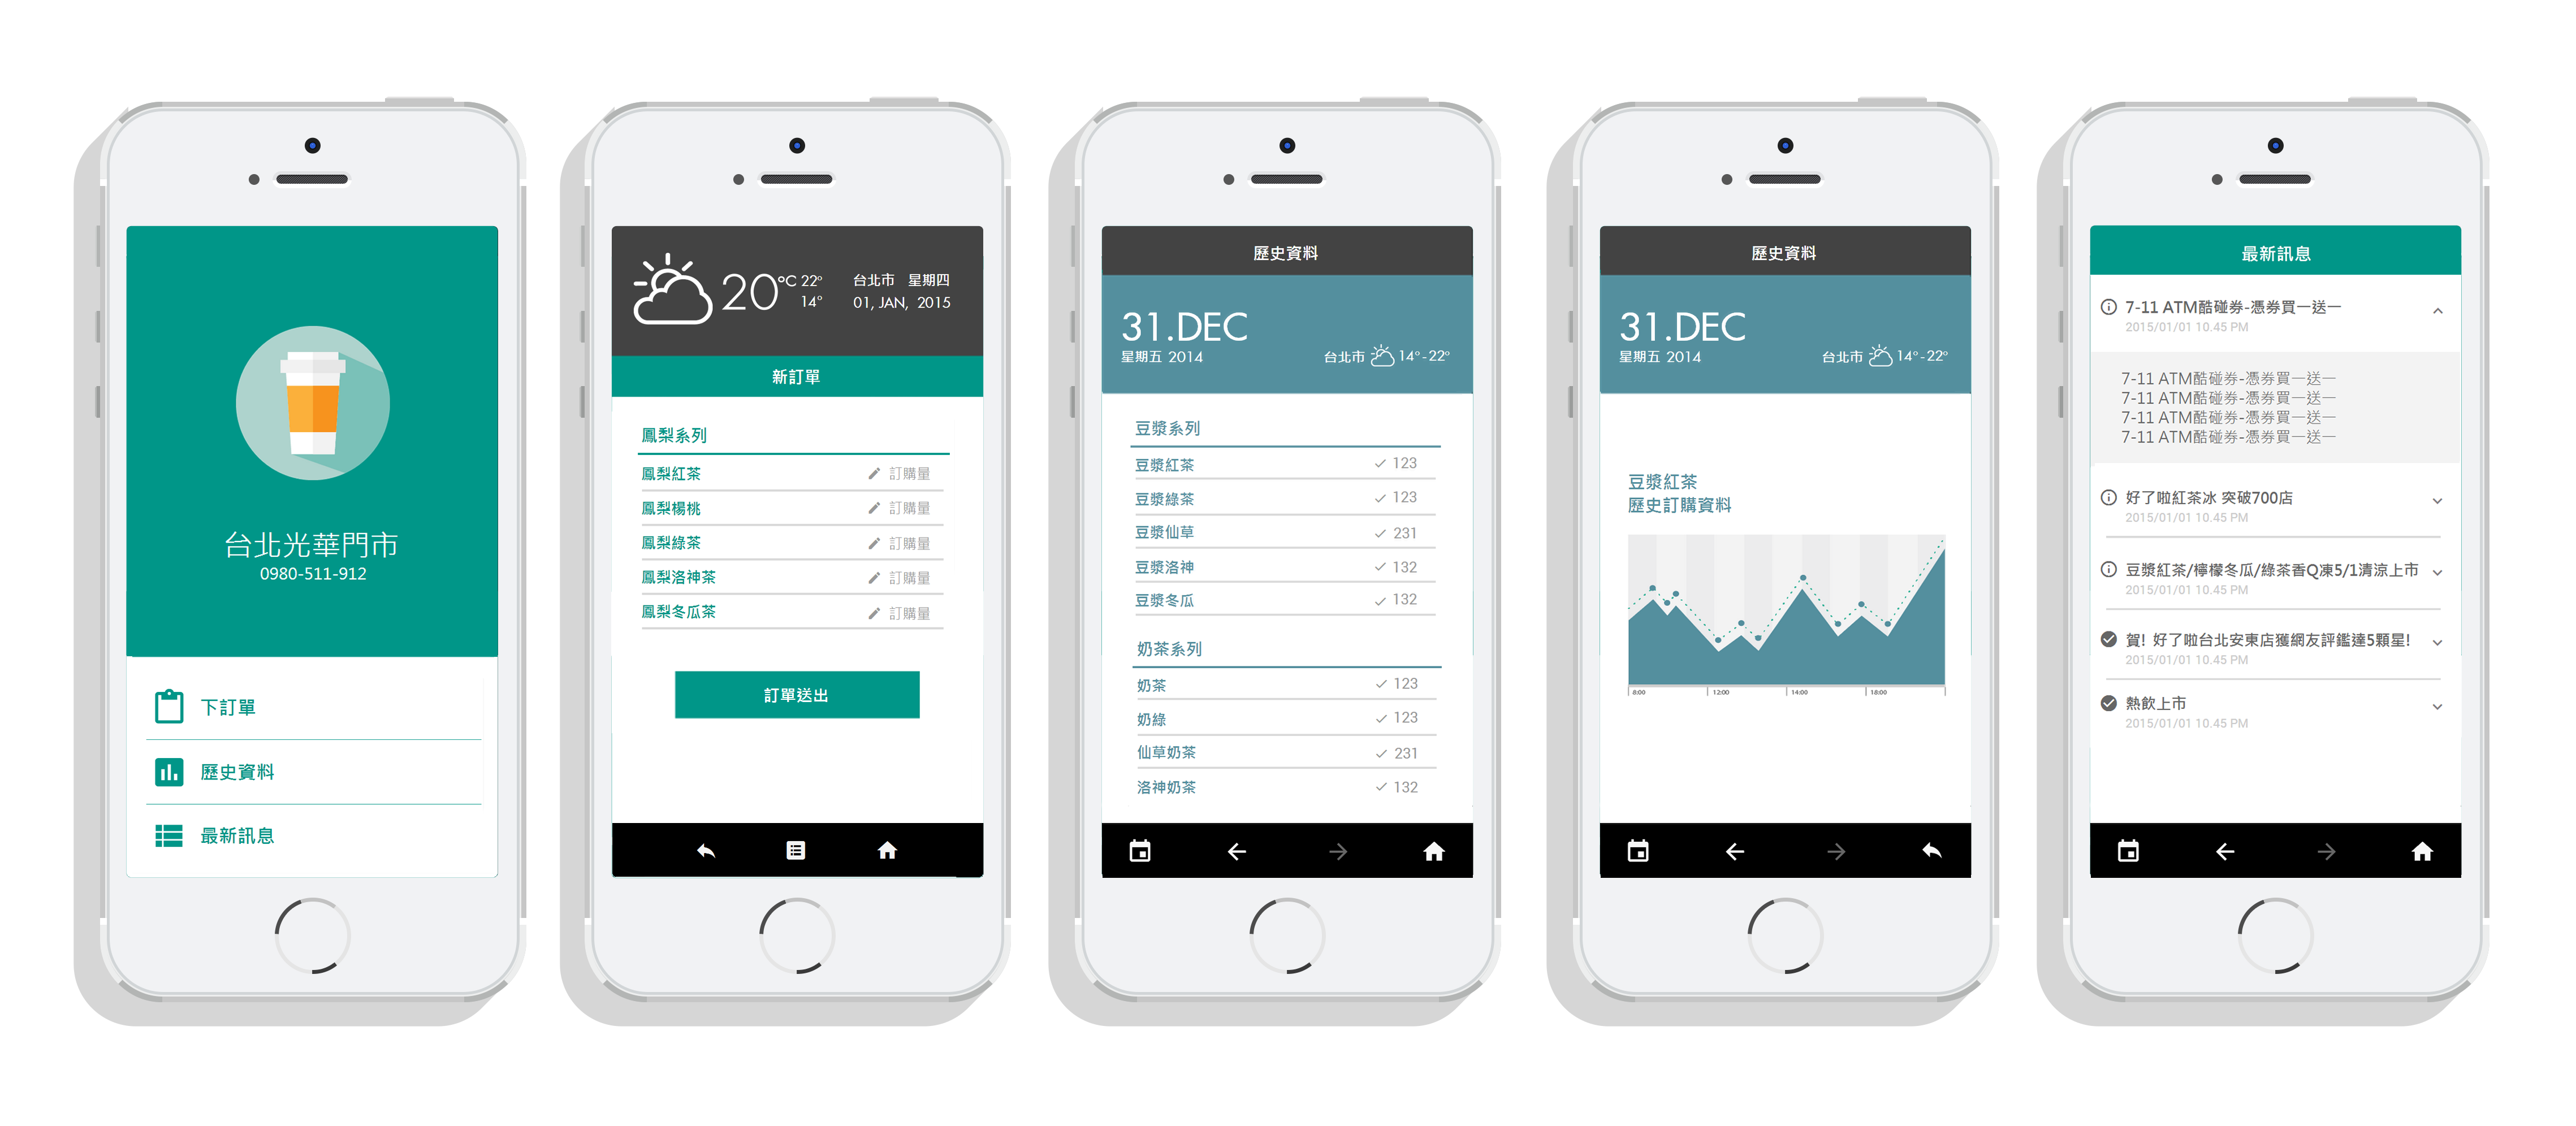 台北光華門市
0980-511-912
下訂單
歷史資料
最新訊息
20°C 22°
14°
台北市 星期四
01, JAN, 2015
新訂單
鳳梨系列
鳳梨紅茶 訂購量
鳳梨楊桃 訂購量
鳳梨綠茶 訂購量
鳳梨洛神茶 訂購量
鳳梨冬瓜茶 訂購量
訂單送出
歷史資料
31.DEC
星期五 2014
台北市 14°-22°
豆漿系列
豆漿紅茶 123
豆漿綠茶 123
豆漿仙草 231
豆漿洛神 132
豆漿冬瓜 132
奶茶系列
奶茶 123
奶綠 123
仙草奶茶 231
洛神奶茶 132
歷史資料
31.DEC
星期五 2014
台北市 14°-22°
豆漿紅茶
歷史訂購資料
8:00 12:00 14:00 18:00
最新訊息
7-11 ATM酷碰券-憑券買一送一
2015/01/01 10.45 PM
7-11 ATM酷碰券-憑券買一送一
7-11 ATM酷碰券-憑券買一送一
7-11 ATM酷碰券-憑券買一送一
7-11 ATM酷碰券-憑券買一送一
好了啦紅茶冰 突破700店
2015/01/01 10.45 PM
豆漿紅茶/檸檬冬瓜/綠茶香Q凍5/1清涼上市
2015/01/01 10.45 PM
賀! 好了啦台北安東店獲網友評鑑達5顆星!
2015/01/01 10.45 PM
熱飲上市
2015/01/01 10.45 PM